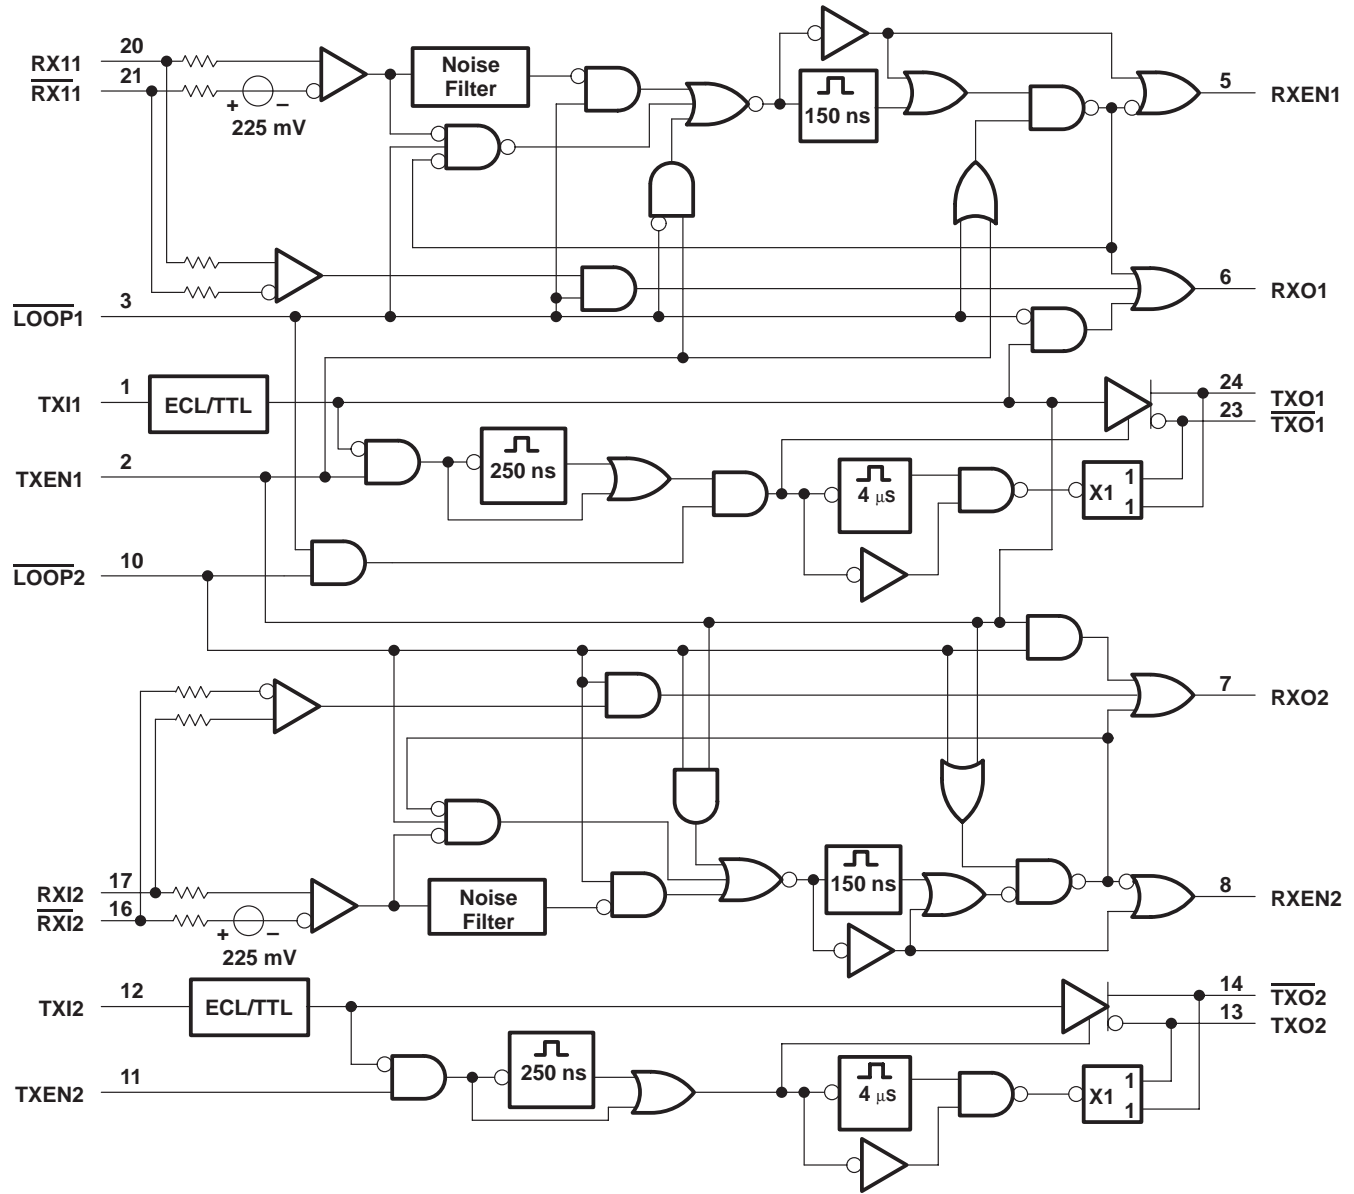 RX11 20
RX11 21
+ −
225 mV
Noise
Filter
150 ns
5 RXEN1
6 RXO1
LOOP1 3
TXI1 1
ECL/TTL
24 TXO1
23 TXO1
TXEN1 2
250 ns
4 μs
X1 1
1
LOOP2 10
7 RXO2
RXI2 17
RXI2 16
+ −
225 mV
Noise
Filter
150 ns
8 RXEN2
TXI2 12
ECL/TTL
14 TXO2
13 TXO2
TXEN2 11
250 ns
4 μs
X1 1
1